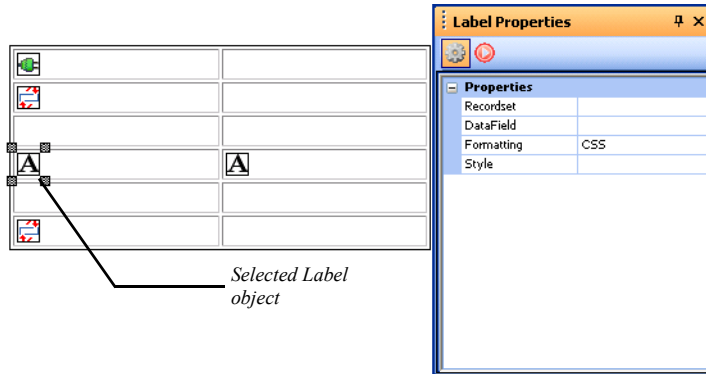 Label Properties
Properties
Recordset
DataField
Formatting CSS
Style
A A
Selected Label
object